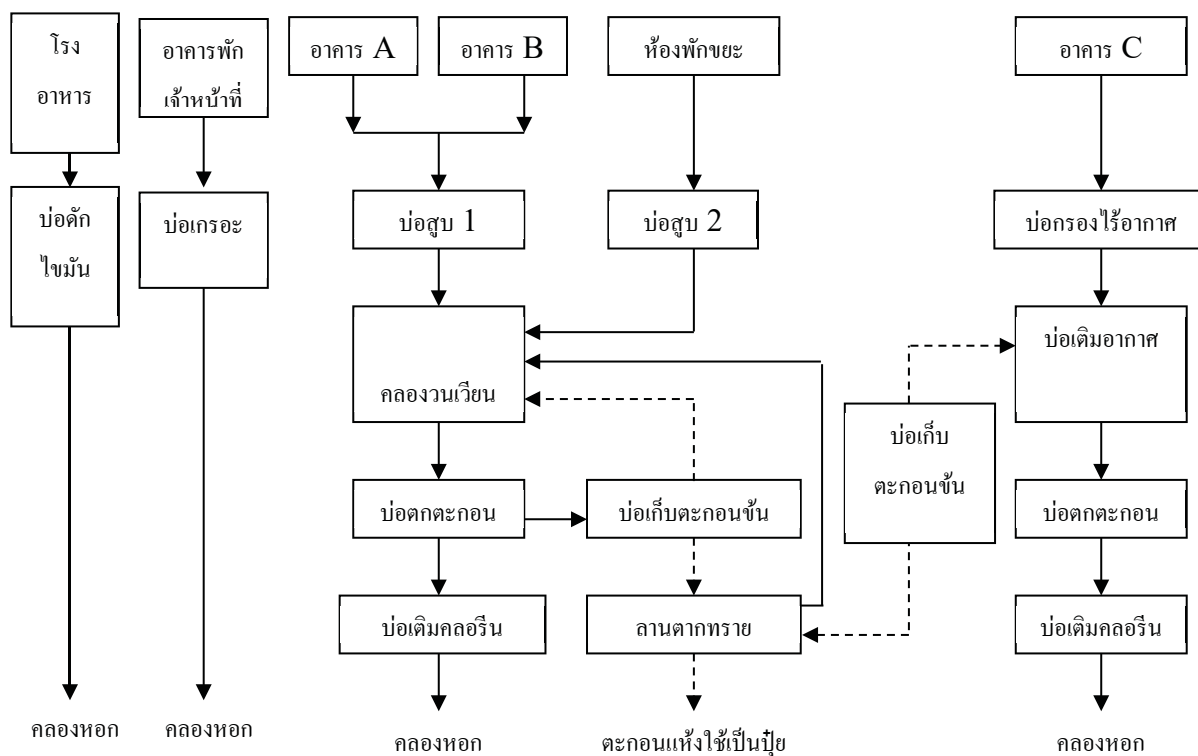 โรง
อาหาร
อาคารพัก
เจ้าหน้าที่
อาคาร A
อาคาร B
ห้องพักขยะ
อาคาร C
บ่อดัก
ไขมัน
บ่อเกรอะ
บ่อสูบ 1
บ่อสูบ 2
บ่อกรองไร้อากาศ
คลองวนเวียน
บ่อเติมอากาศ
บ่อเก็บ
ตะกอนข้น
บ่อตกตะกอน
บ่อเก็บตะกอนข้น
บ่อตกตะกอน
บ่อเติมคลอรีน
ลานตากทราย
บ่อเติมคลอรีน
คลองหอก
คลองหอก
คลองหอก
ตะกอนแห้งใช้เป็นปุ๋ย
คลองหอก